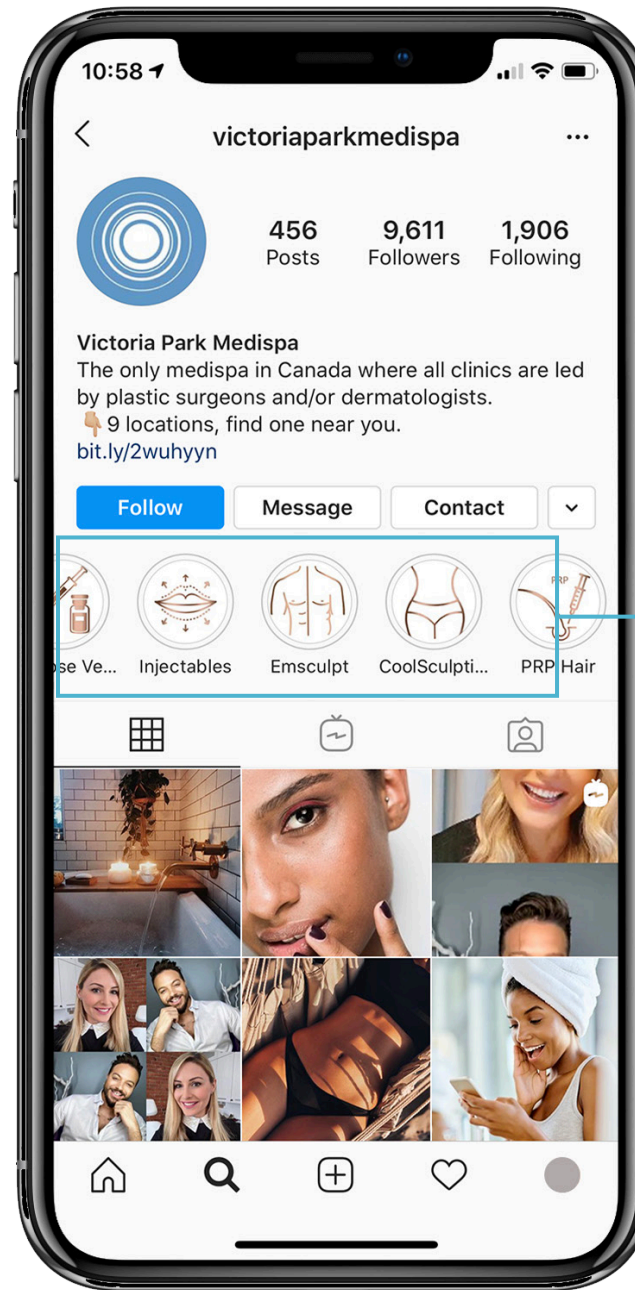 10:58
victoriaparkmedispa
456 9,611 1,906
Posts Followers Following
Victoria Park Medispa
The only medispa in Canada where all clinics are led
by plastic surgeons and/or dermatologists.
9 locations, find one near you.
bit.ly/2wuhyyn
Follow Message Contact
PRP
ose Ve... Injectables Emsculpt CoolSculpti... PRP Hair